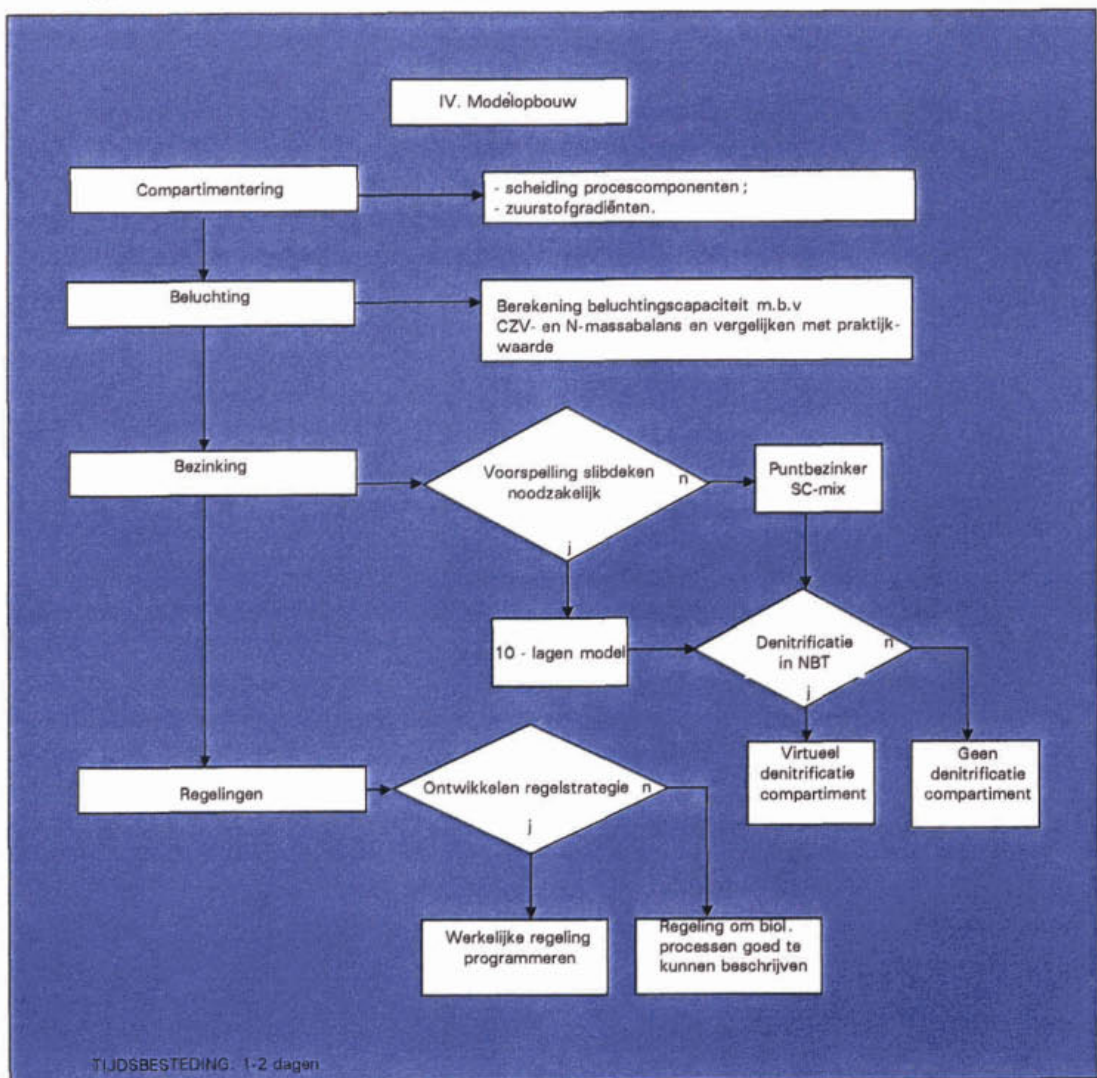 IV. Modelopbouw
Compartimentering
- scheiding procescomponenten;
- zuurstofgradiënten.
Beluchting
Berekening beluchtingscapaciteit m.b.v
CZV- en N-massabalans en vergelijken met praktijk-
waarde
Bezinking
Voorspelling slibdeken
noodzakelijk
n
j
Puntbezinker
SC-mix
10 - lagen model
Denitrificatie
in NBT
n
j
Virtueel
denitrificatie
compartiment
Geen
denitrificatie
compartiment
Regelingen
Ontwikkelen regelstrategie
n
j
Werkelijke regeling
programmeren
Regeling om biol.
processen goed te
kunnen beschrijven
TIJDSBESTEDING: 1-2 dagen